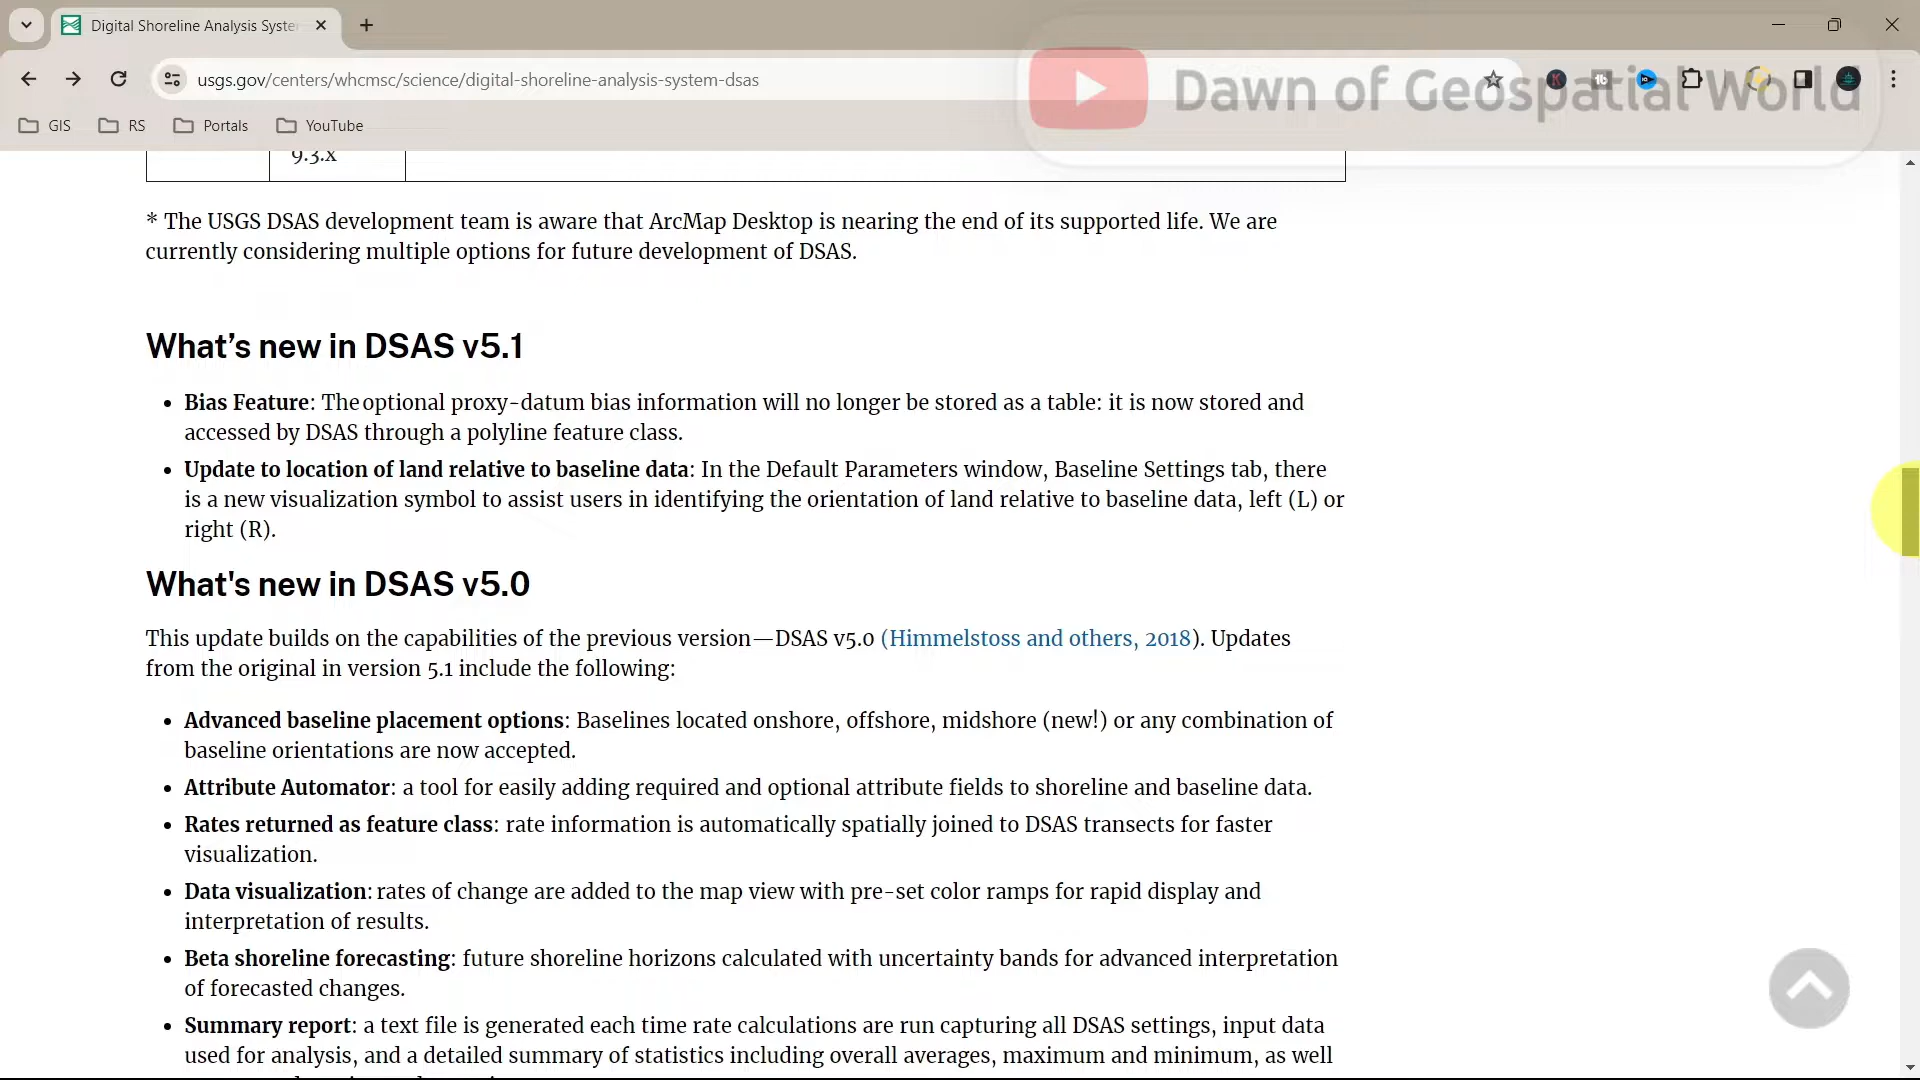 Digital Shoreline Analysis Syste
usgs.gov/centers/whcmsc/science/digital-shoreline-analysis-system-dsas
Dawn of Geospatial World
GIS RS Portals YouTube
9.3.x
* The USGS DSAS development team is aware that ArcMap Desktop is nearing the end of its supported life. We are
currently considering multiple options for future development of DSAS.
What’s new in DSAS v5.1
• Bias Feature: The optional proxy-datum bias information will no longer be stored as a table: it is now stored and
accessed by DSAS through a polyline feature class.
• Update to location of land relative to baseline data: In the Default Parameters window, Baseline Settings tab, there
is a new visualization symbol to assist users in identifying the orientation of land relative to baseline data, left (L) or
right (R).
What's new in DSAS v5.0
This update builds on the capabilities of the previous version—DSAS v5.0 (Himmelstoss and others, 2018). Updates
from the original in version 5.1 include the following:
• Advanced baseline placement options: Baselines located onshore, offshore, midshore (new!) or any combination of
baseline orientations are now accepted.
• Attribute Automator: a tool for easily adding required and optional attribute fields to shoreline and baseline data.
• Rates returned as feature class: rate information is automatically spatially joined to DSAS transects for faster
visualization.
• Data visualization: rates of change are added to the map view with pre-set color ramps for rapid display and
interpretation of results.
• Beta shoreline forecasting: future shoreline horizons calculated with uncertainty bands for advanced interpretation
of forecasted changes.
• Summary report: a text file is generated each time rate calculations are run capturing all DSAS settings, input data
used for analysis, and a detailed summary of statistics including overall averages, maximum and minimum, as well